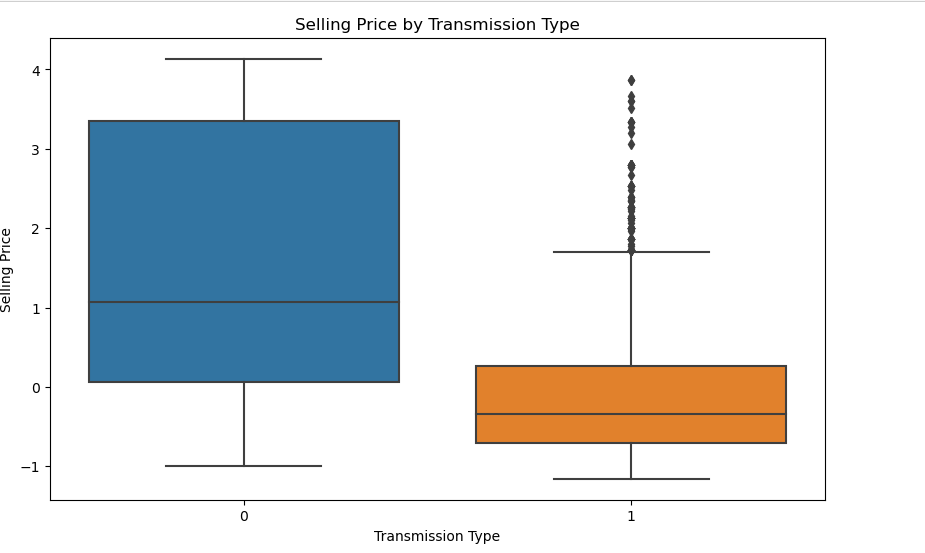 Selling Price by Transmission Type
Selling Price
4
3
2
1
0
−1
0
1
Transmission Type